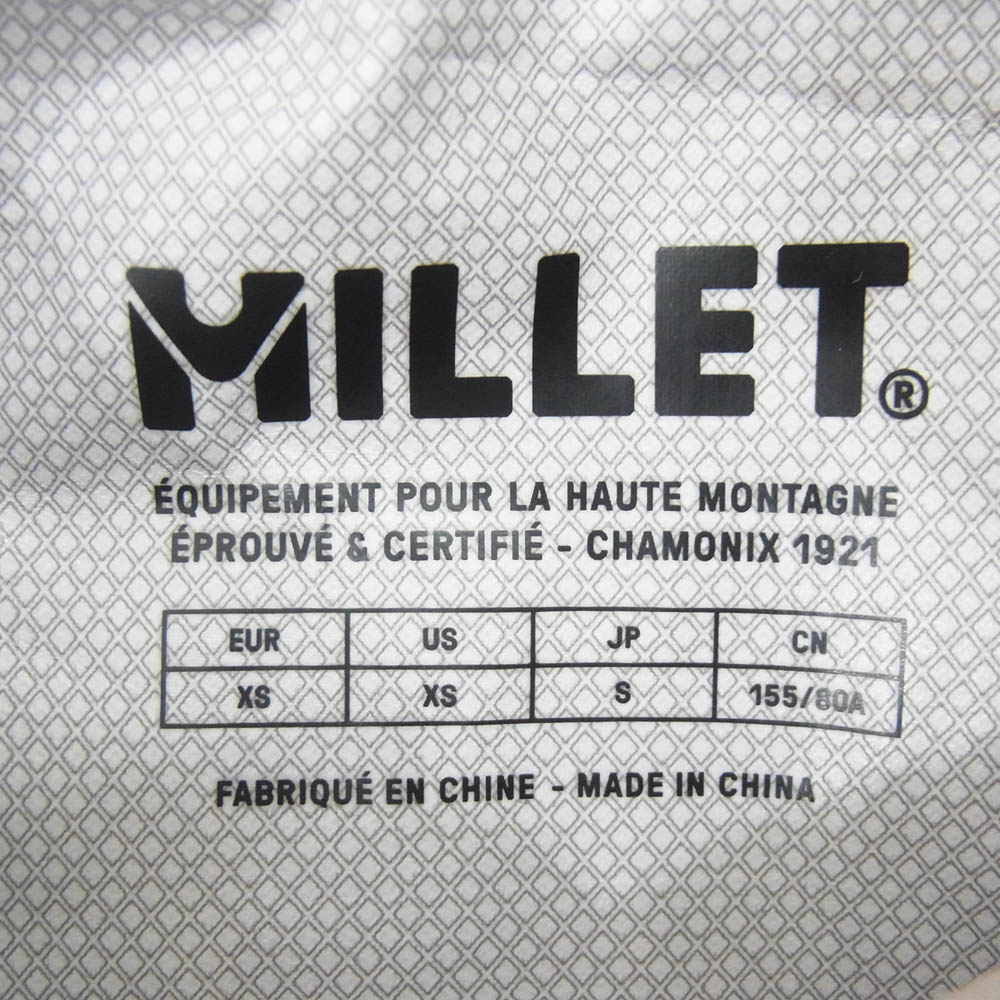 MILLET®
ÉQUIPEMENT POUR LA HAUTE MONTAGNE
ÉPROUVÉ & CERTIFIÉ - CHAMONIX 1921
EUR US JP CN
XS XS S 155/80A
FABRIQUÉ EN CHINE - MADE IN CHINA